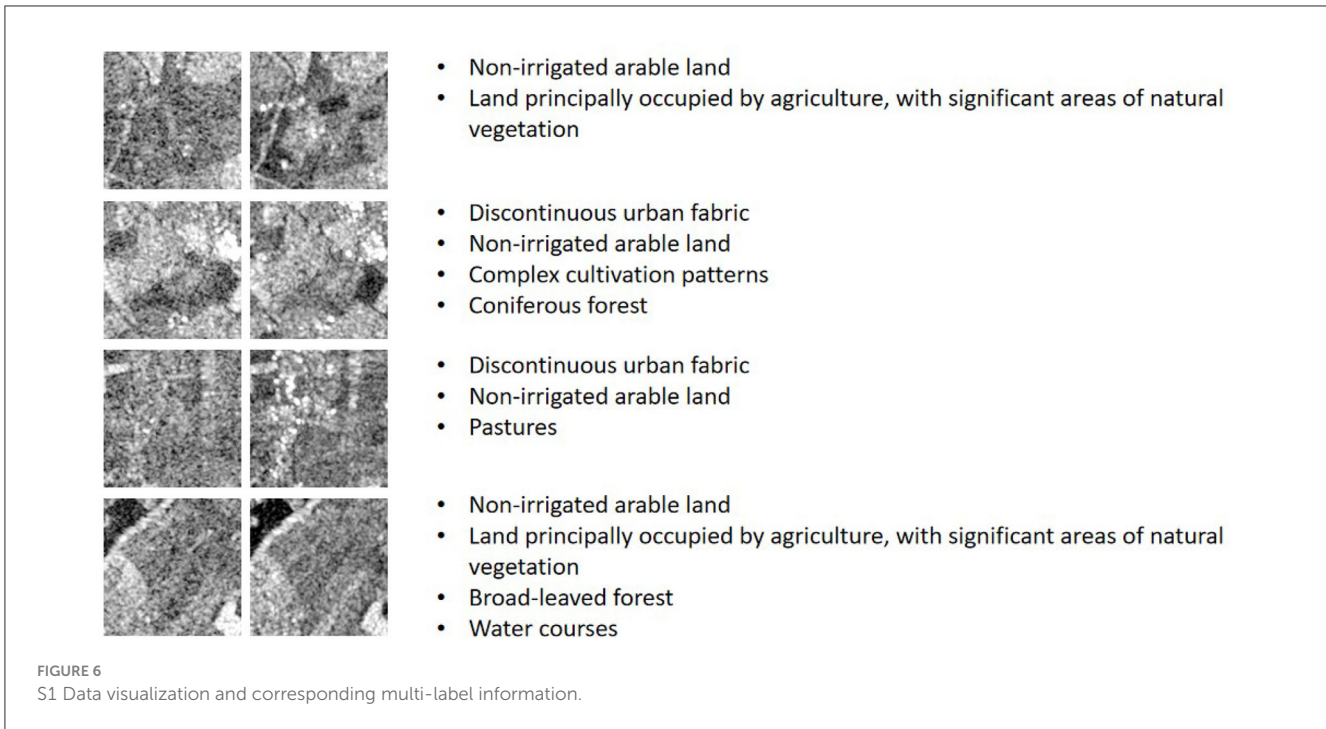 • Non-irrigated arable land
• Land principally occupied by agriculture, with significant areas of natural
vegetation
• Discontinuous urban fabric
• Non-irrigated arable land
• Complex cultivation patterns
• Coniferous forest
• Discontinuous urban fabric
• Non-irrigated arable land
• Pastures
• Non-irrigated arable land
• Land principally occupied by agriculture, with significant areas of natural
vegetation
• Broad-leaved forest
• Water courses
FIGURE 6
S1 Data visualization and corresponding multi-label information.